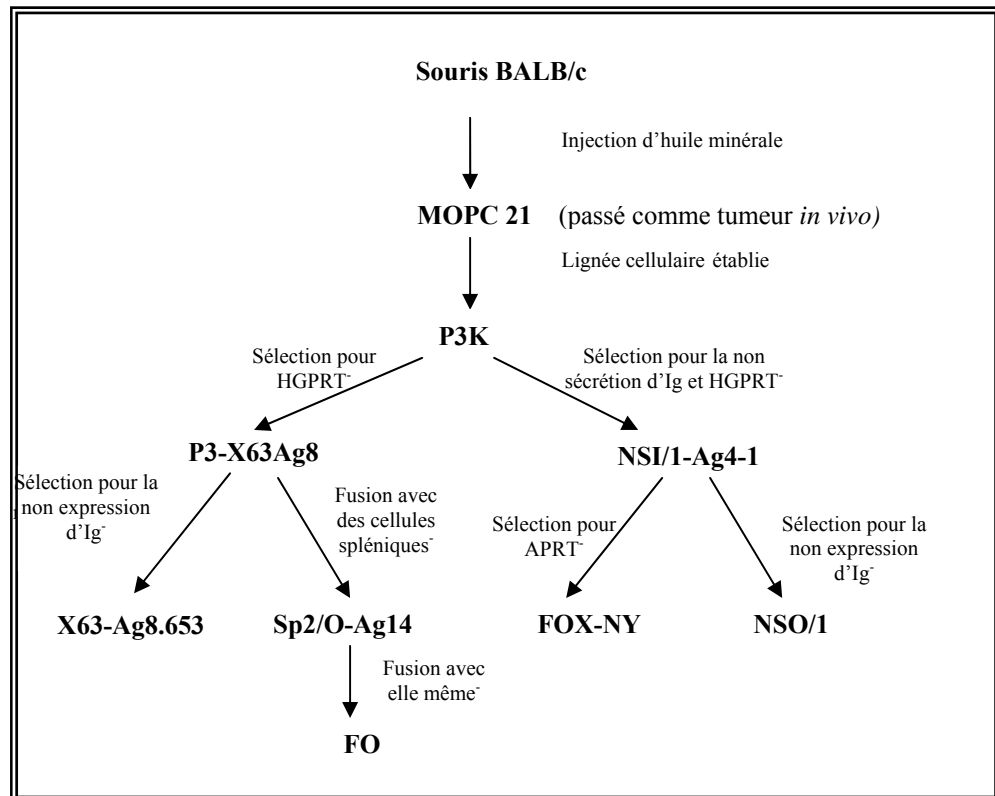 Souris BALB/c
Injection d’huile minérale
MOPC 21 (passé comme tumeur in vivo)
Lignée cellulaire établie
P3K
Sélection pour
HGPRT⁻
Sélection pour la non
sécrétion d’Ig et HGPRT⁻
P3-X63Ag8
NSI/1-Ag4-1
Sélection pour la
non expression
d’Ig⁻
Fusion avec
des cellules
spléniques⁻
Sélection pour
APRT⁻
Sélection pour la
non expression
d’Ig⁻
X63-Ag8.653
Sp2/O-Ag14
FOX-NY
NSO/1
Fusion avec
elle même⁻
FO